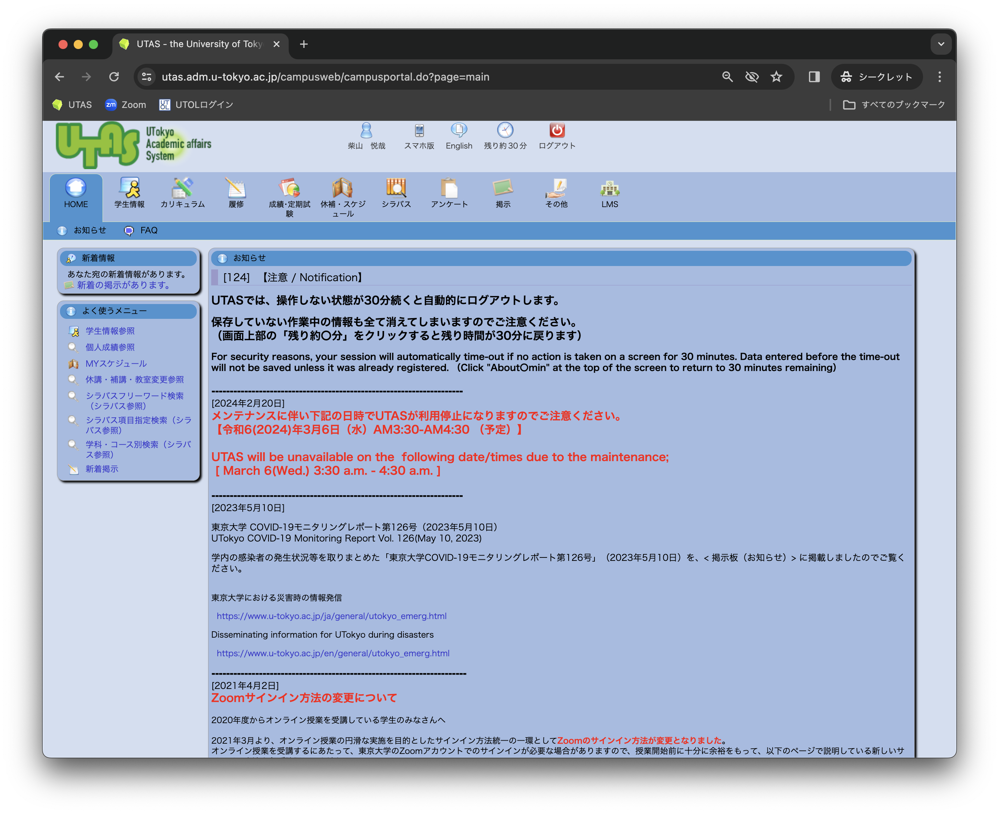 UTAS - the University of Toky
utas.adm.u-tokyo.ac.jp/campusweb/campusportal.do?page=main
シークレット
UTAS
zm Zoom
UT OL UTOLログイン
すべてのブックマーク
UTAS
UTokyo
Academic affairs
System
柴山　悦哉
スマホ版
English
残り約30分
ログアウト
HOME
学生情報
カリキュラム
履修
成績・定期試
験
休補・スケジ
ュール
シラバス
アンケート
掲示
その他
LMS
お知らせ
FAQ
新着情報
あなた宛の新着情報があります。
新着の掲示があります。
よく使うメニュー
学生情報参照
個人成績参照
MYスケジュール
休講・補講・教室変更参照
シラバスフリーワード検索
（シラバス参照）
シラバス項目指定検索（シラ
バス参照）
学科・コース別検索（シラバ
ス参照）
新着掲示
お知らせ
[124]　【注意 / Notification】
UTASでは、操作しない状態が30分続くと自動的にログアウトします。
保存していない作業中の情報も全て消えてしまいますのでご注意ください。
（画面上部の「残り約〇分」をクリックすると残り時間が30分に戻ります）
For security reasons, your session will automatically time-out if no action is taken on a screen for 30 minutes. Data entered before the time-out
will not be saved unless it was already registered. （Click "About〇min" at the top of the screen to return to 30 minutes remaining）
----------------------------------------------------------------------
[2024年2月20日]
メンテナンスに伴い下記の日時でUTASが利用停止になりますのでご注意ください。
【令和6(2024)年3月6日（水）AM3:30-AM4:30 （予定）】
UTAS will be unavailable on the following date/times due to the maintenance;
[ March 6(Wed.) 3:30 a.m. - 4:30 a.m. ]
----------------------------------------------------------------------
[2023年5月10日]
東京大学 COVID-19モニタリングレポート第126号（2023年5月10日）
UTokyo COVID-19 Monitoring Report Vol. 126(May 10, 2023)
学内の感染者の発生状況等を取りまとめた「東京大学COVID-19モニタリングレポート第126号」（2023年5月10日）を、< 掲示板（お知らせ）> に掲載しましたのでご覧く
ださい。
東京大学における災害時の情報発信
https://www.u-tokyo.ac.jp/ja/general/utokyo_emerg.html
Disseminating information for UTokyo during disasters
https://www.u-tokyo.ac.jp/en/general/utokyo_emerg.html
-----------------------------------------------------------------------
[2021年4月2日]
Zoomサインイン方法の変更について
2020年度からオンライン授業を受講している学生のみなさんへ
2021年3月より、オンライン授業の円滑な実施を目的としたサインイン方法統一の一環としてZoomのサインイン方法が変更となりました。
オンライン授業を受講するにあたって、東京大学のZoomアカウントでのサインインが必要な場合がありますので、授業開始前に十分に余裕をもって、以下のページで説明している新しいサ